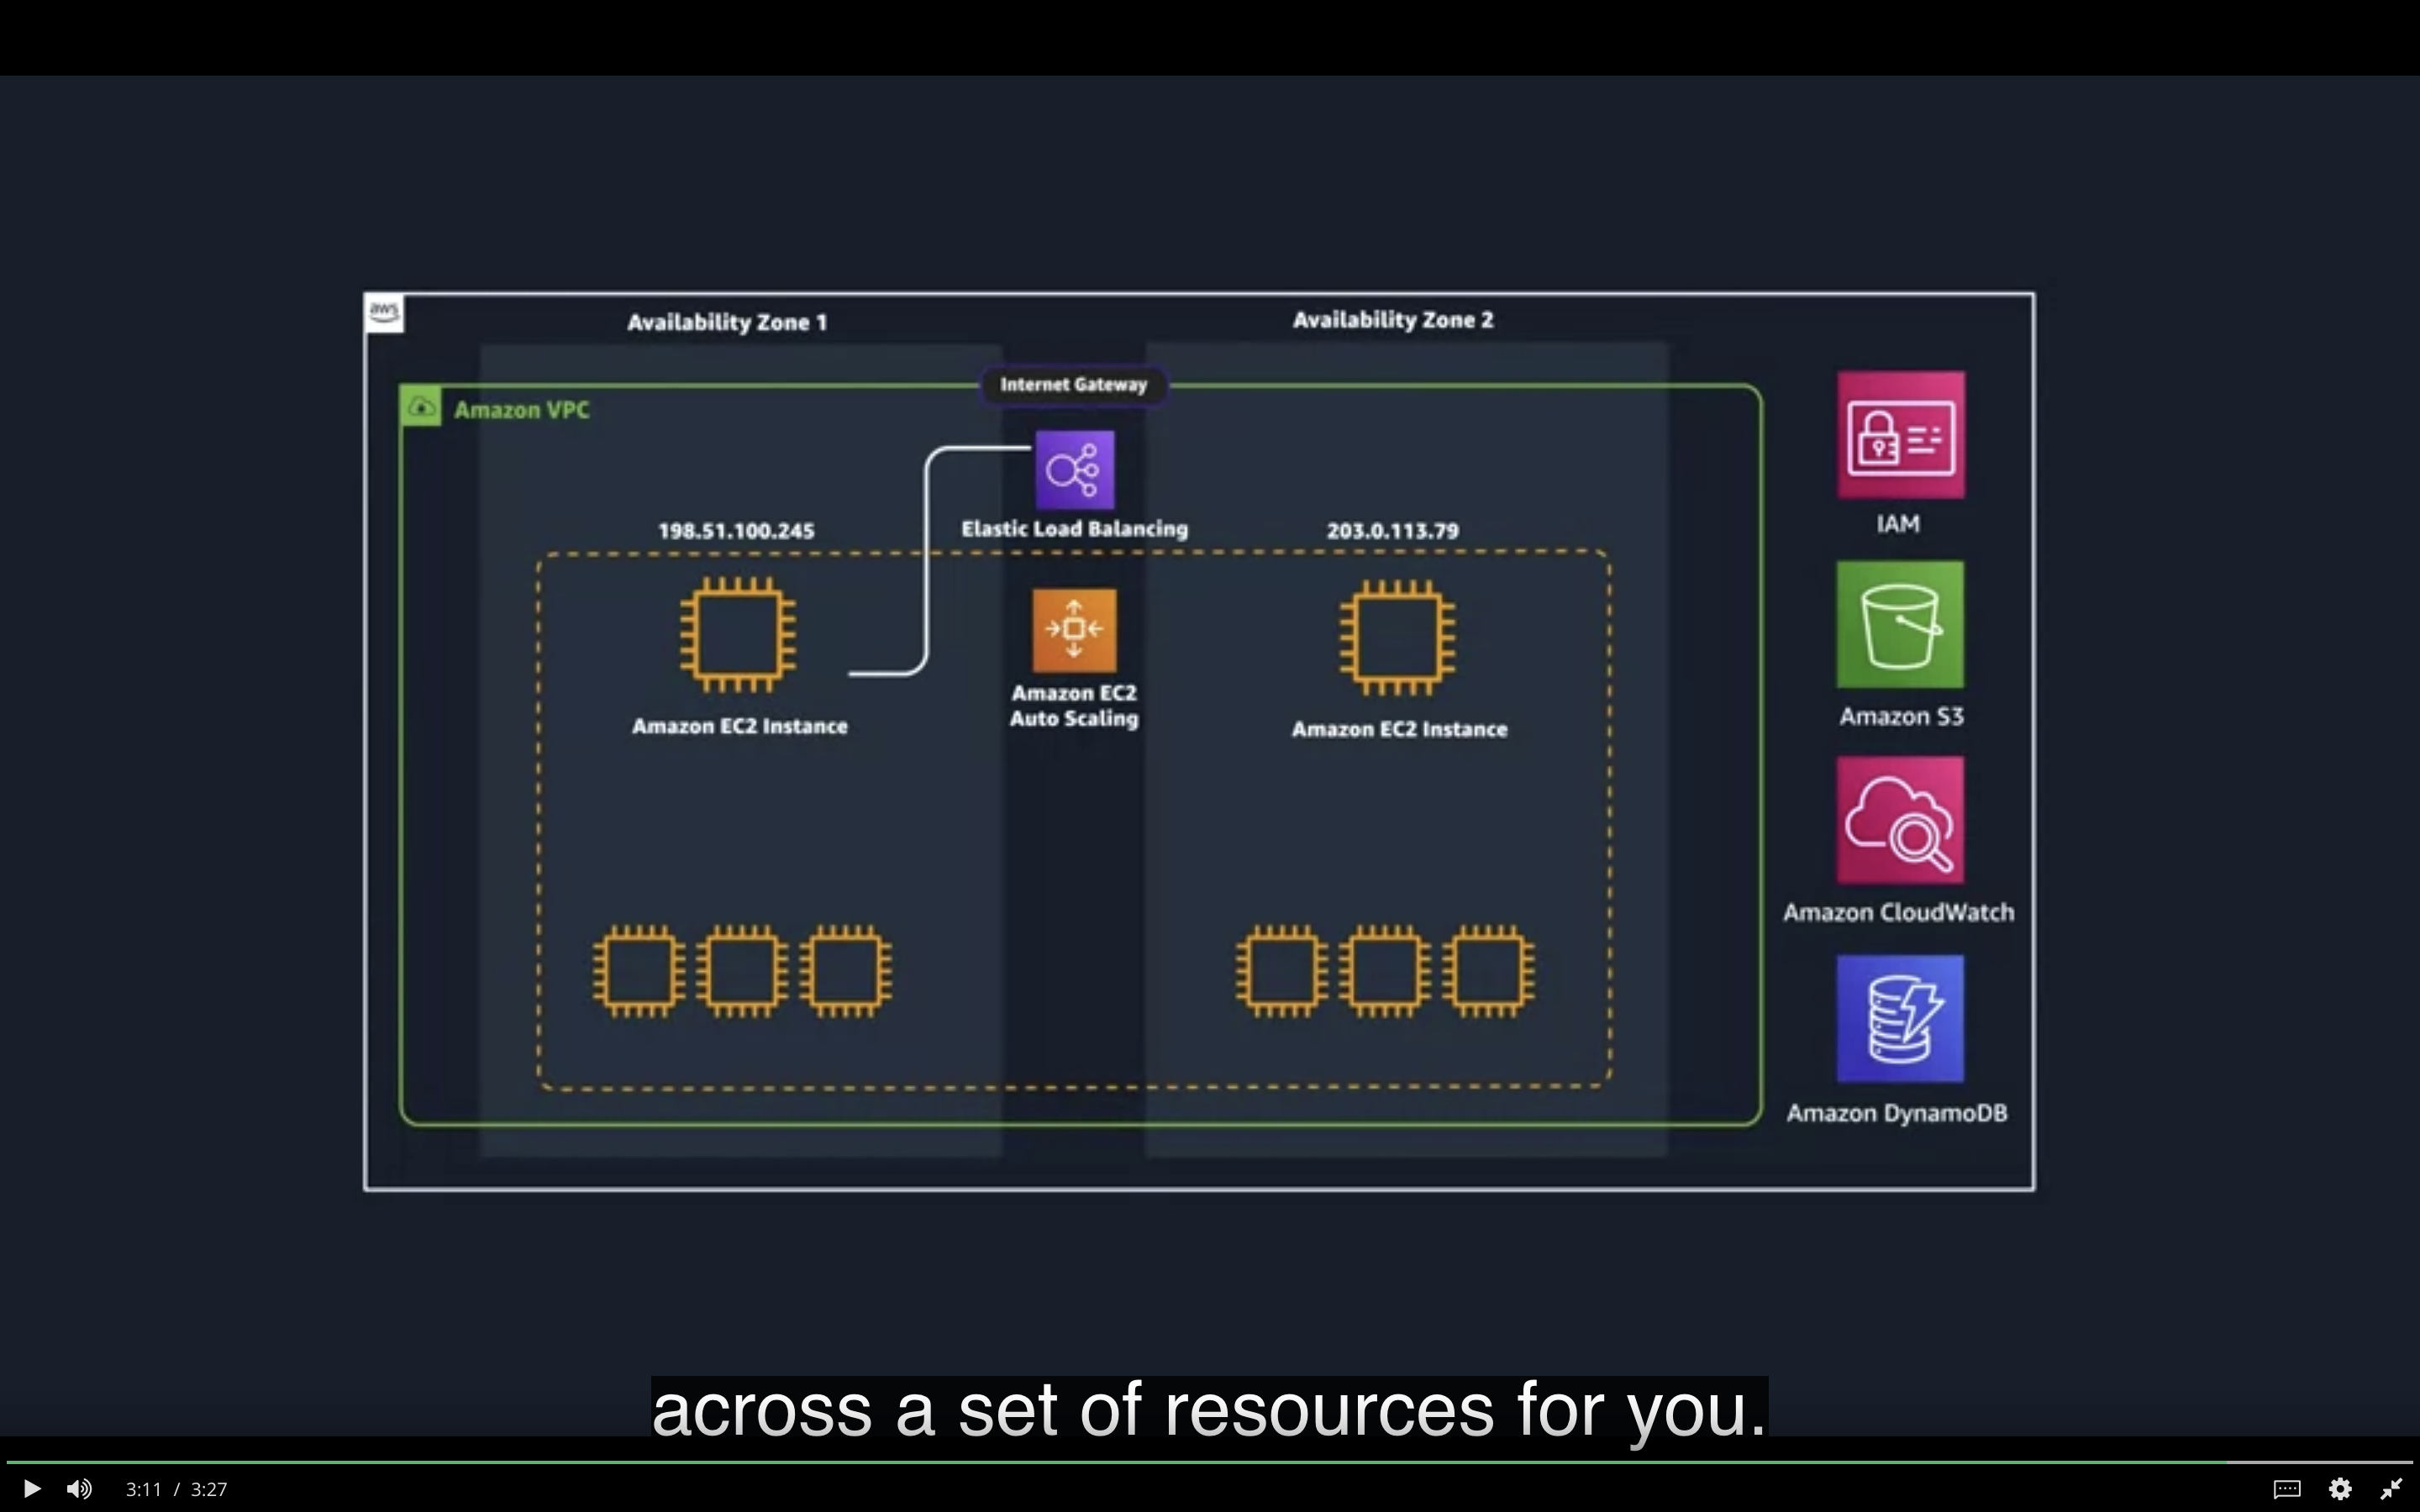 aws
Availability Zone 1
Availability Zone 2
Internet Gateway
Amazon VPC
198.51.100.245
Elastic Load Balancing
203.0.113.79
IAM
Amazon EC2 Instance
Amazon EC2
Auto Scaling
Amazon EC2 Instance
Amazon S3
Amazon CloudWatch
Amazon DynamoDB
across a set of resources for you.
3:11 / 3:27